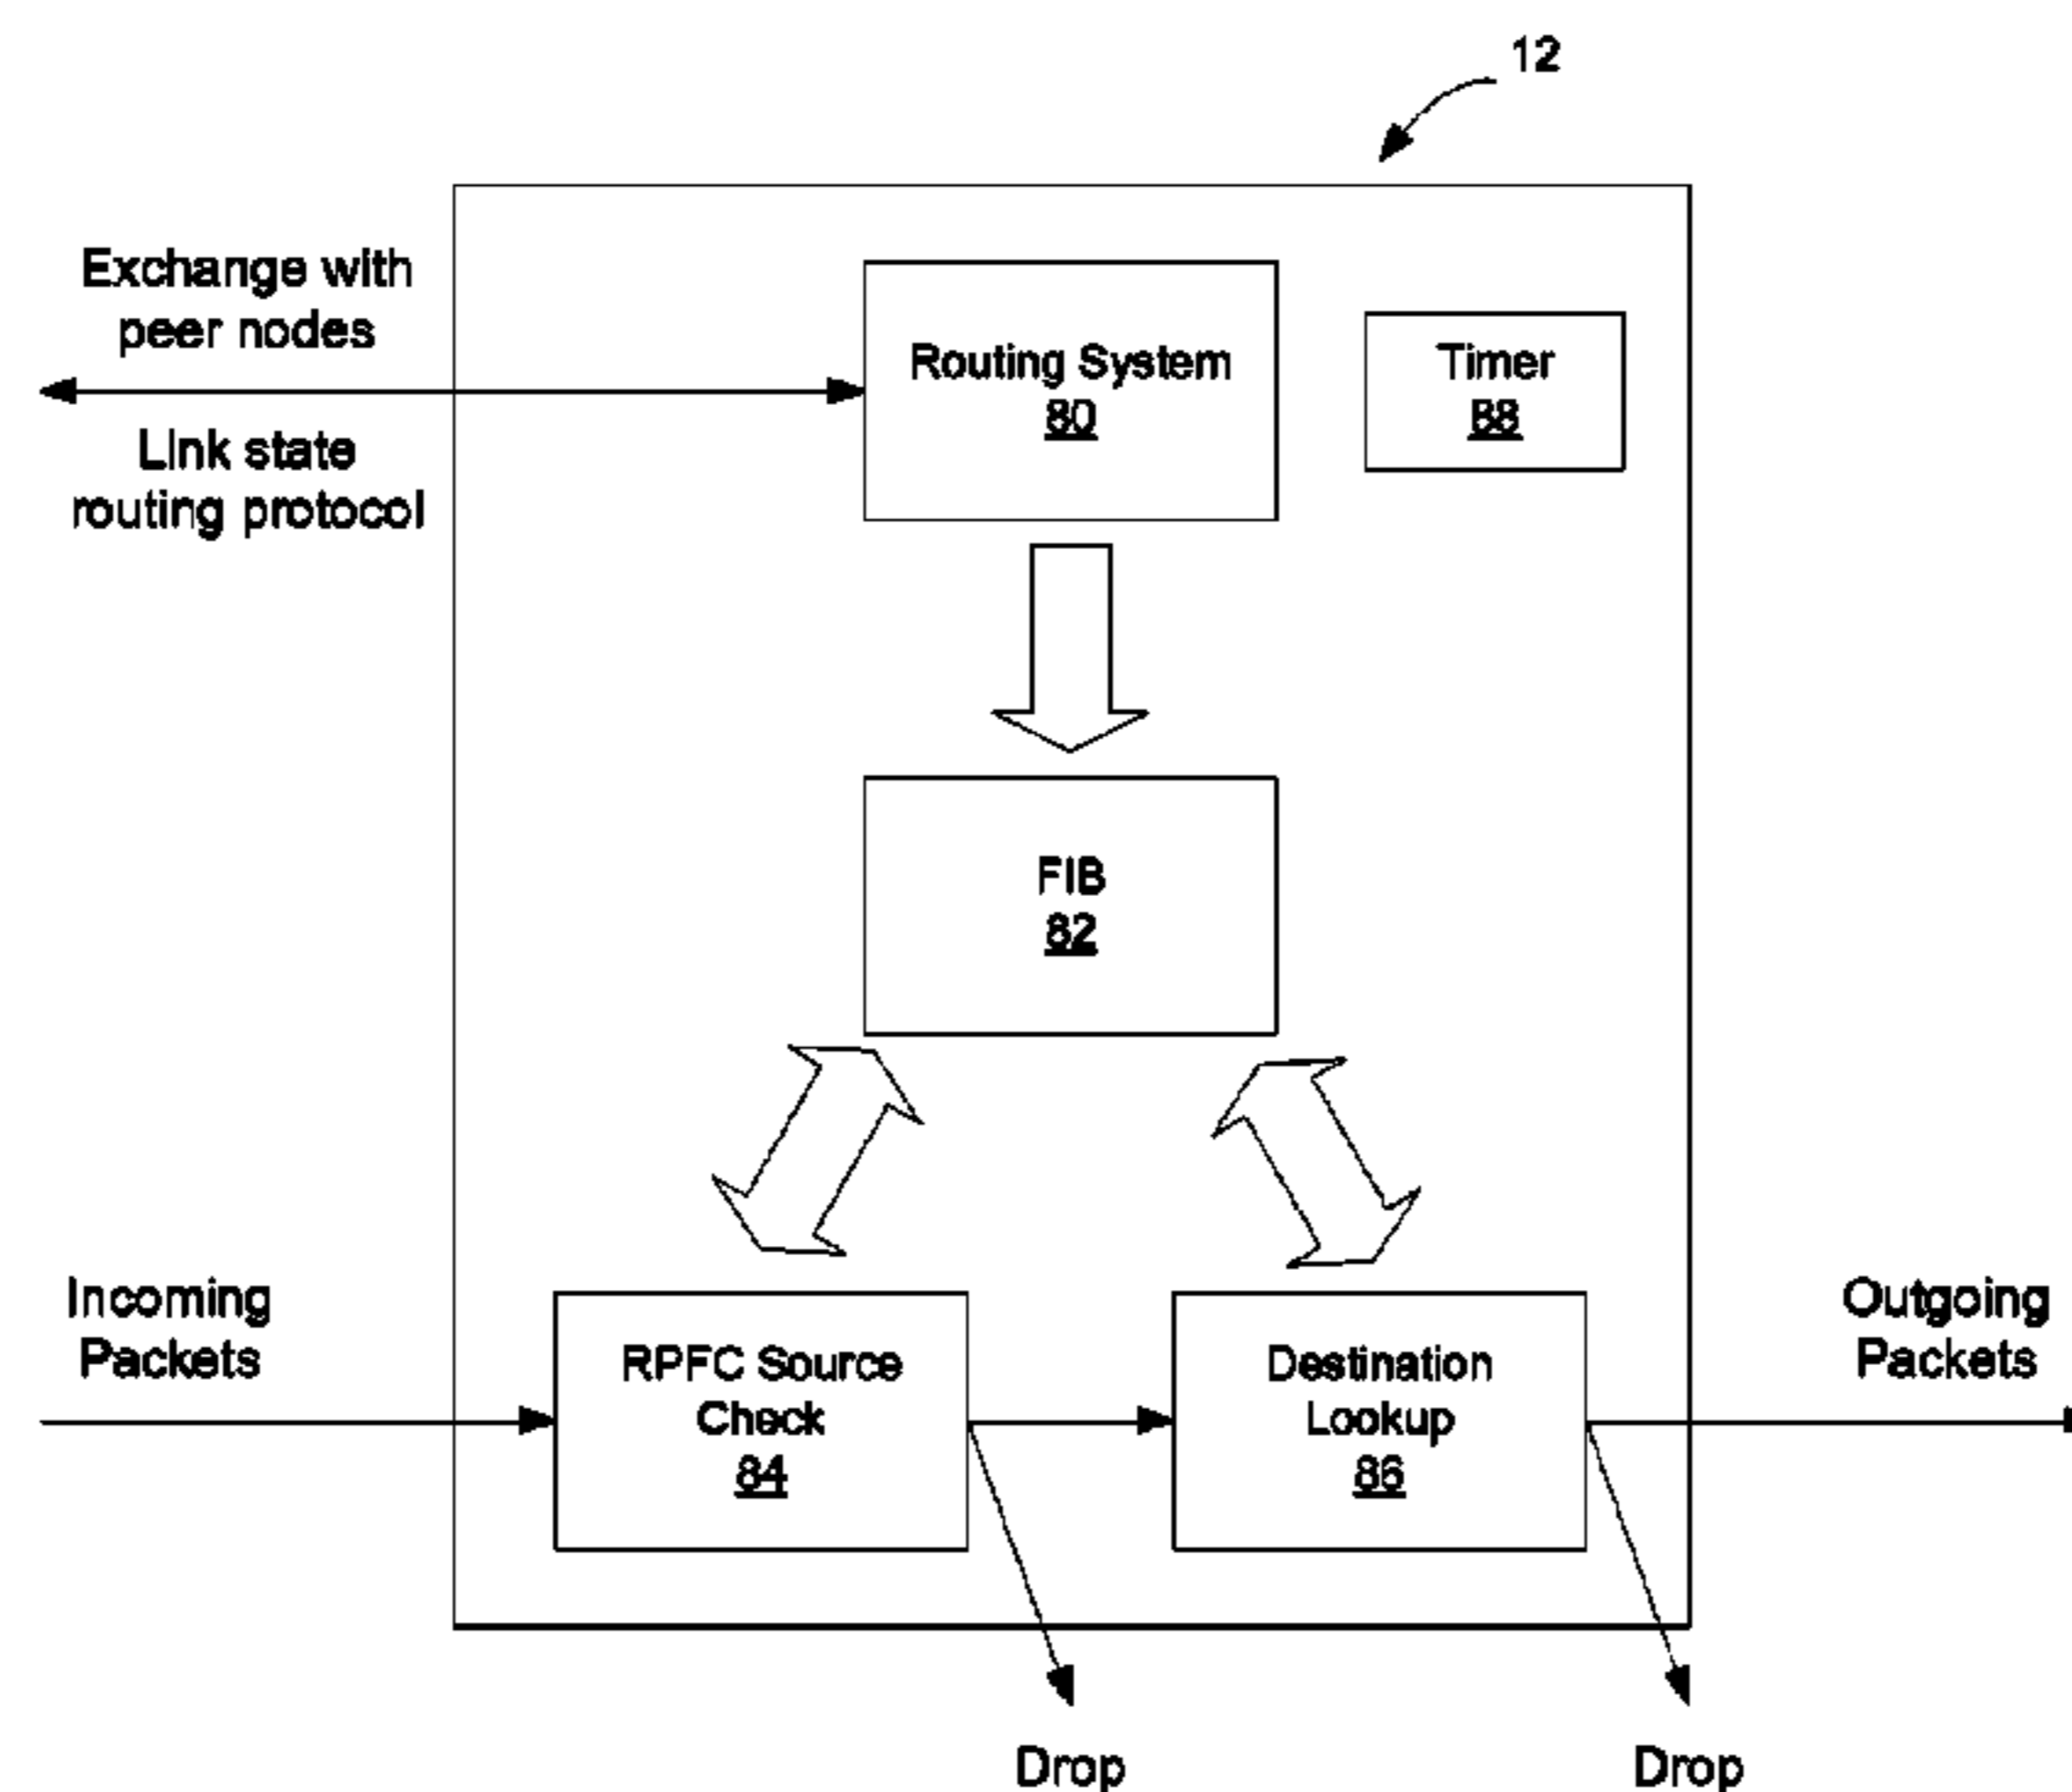 12
Exchange with
peer nodes
Link state
routing protocol
Routing System
80
Timer
88
FIB
82
Incoming
Packets
RPFC Source
Check
84
Destination
Lookup
86
Outgoing
Packets
Drop
Drop